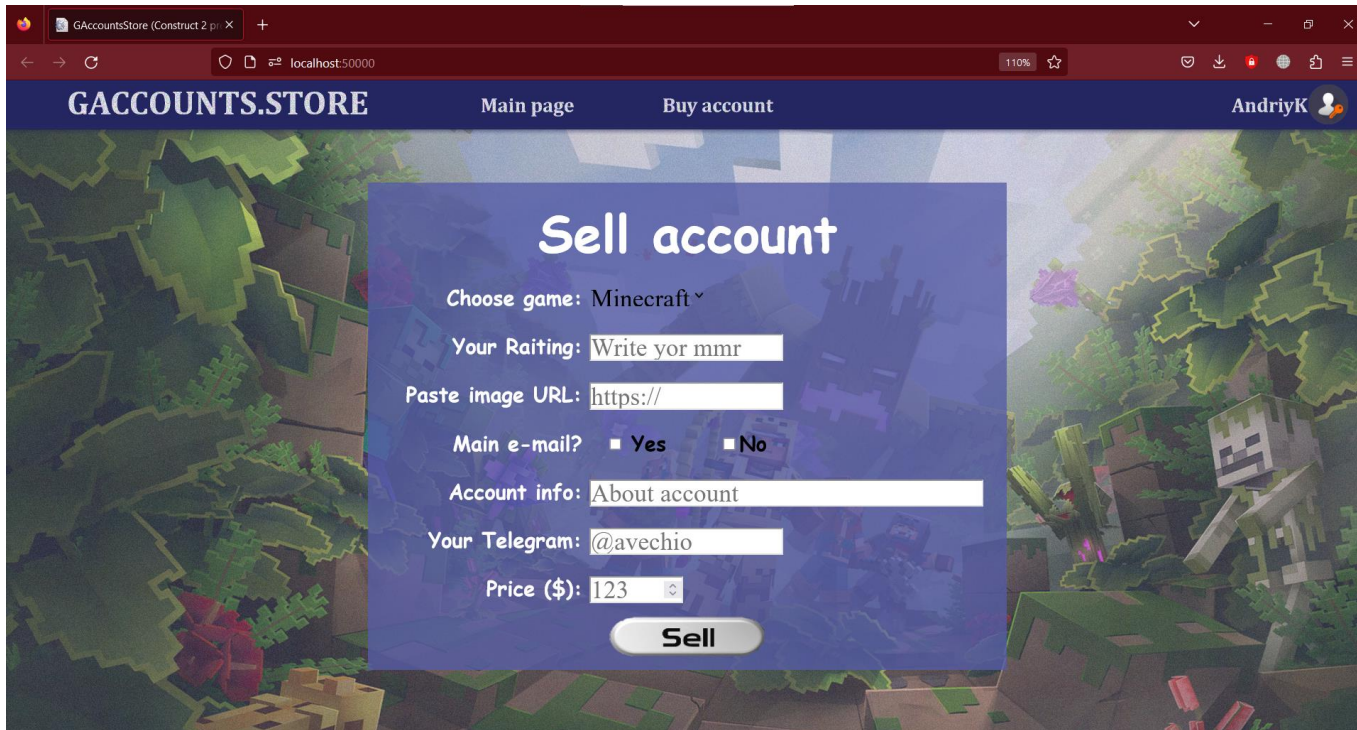 GAccountsStore (Construct 2 pr
localhost:50000
110%
GACCOUNTS.STORE Main page Buy account AndriyK
Sell account
Choose game: Minecraft
Your Raiting: Write yor mmr
Paste image URL: https://
Main e-mail? Yes No
Account info: About account
Your Telegram: @avechio
Price ($): 123
Sell